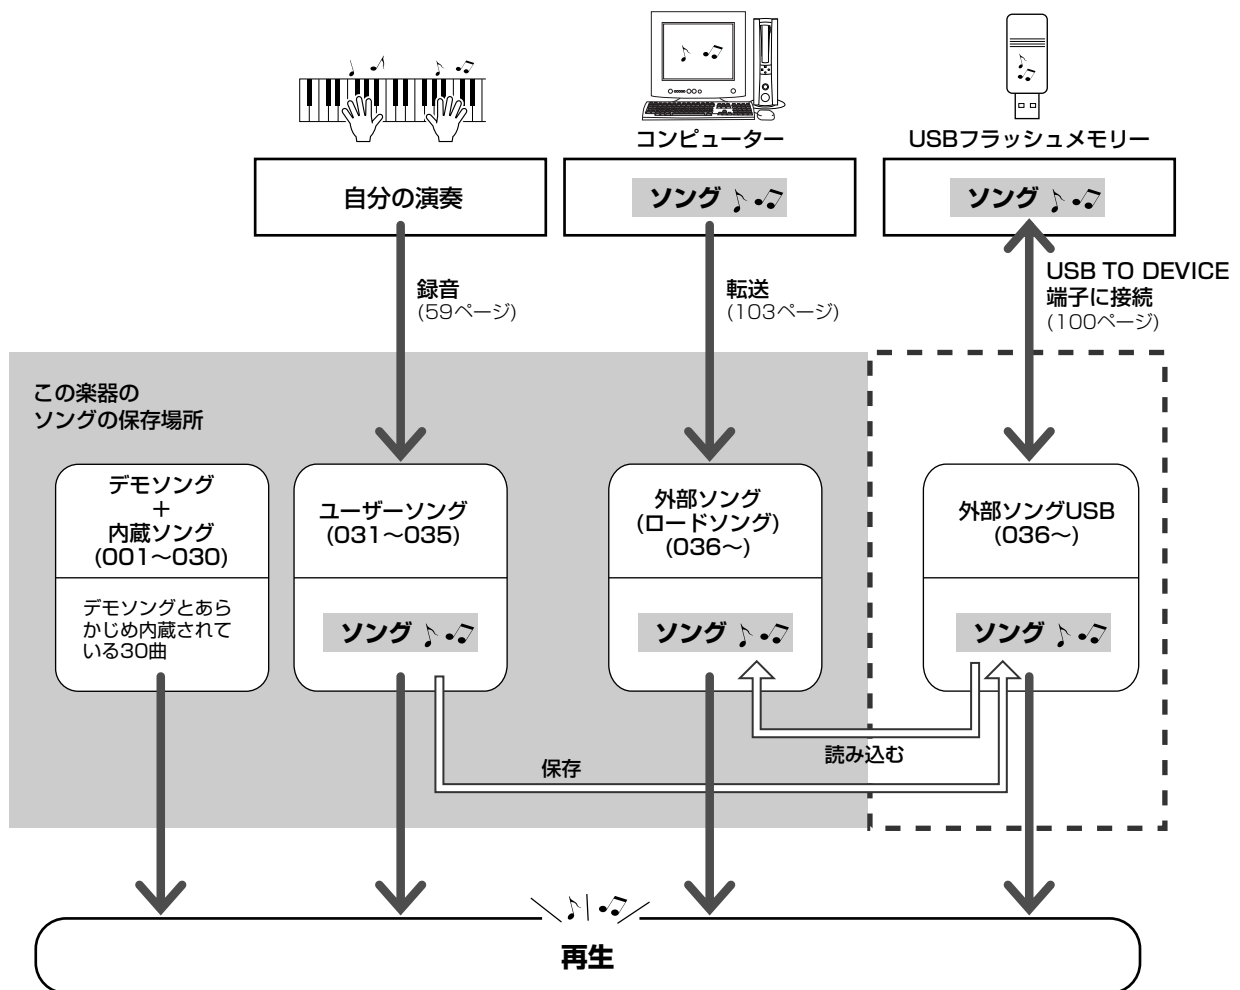 コンピューター
USBフラッシュメモリー
自分の演奏
ソング
ソング
録音
(59ページ)
転送
(103ページ)
USB TO DEVICE
端子に接続
(100ページ)
この楽器の
ソングの保存場所
デモソング
+
内蔵ソング
(001～030)
デモソングとあら
かじめ内蔵されて
いる30曲
ユーザーソング
(031～035)
ソング
外部ソング
(ロードソング)
(036～)
ソング
外部ソングUSB
(036～)
ソング
読み込む
保存
再生